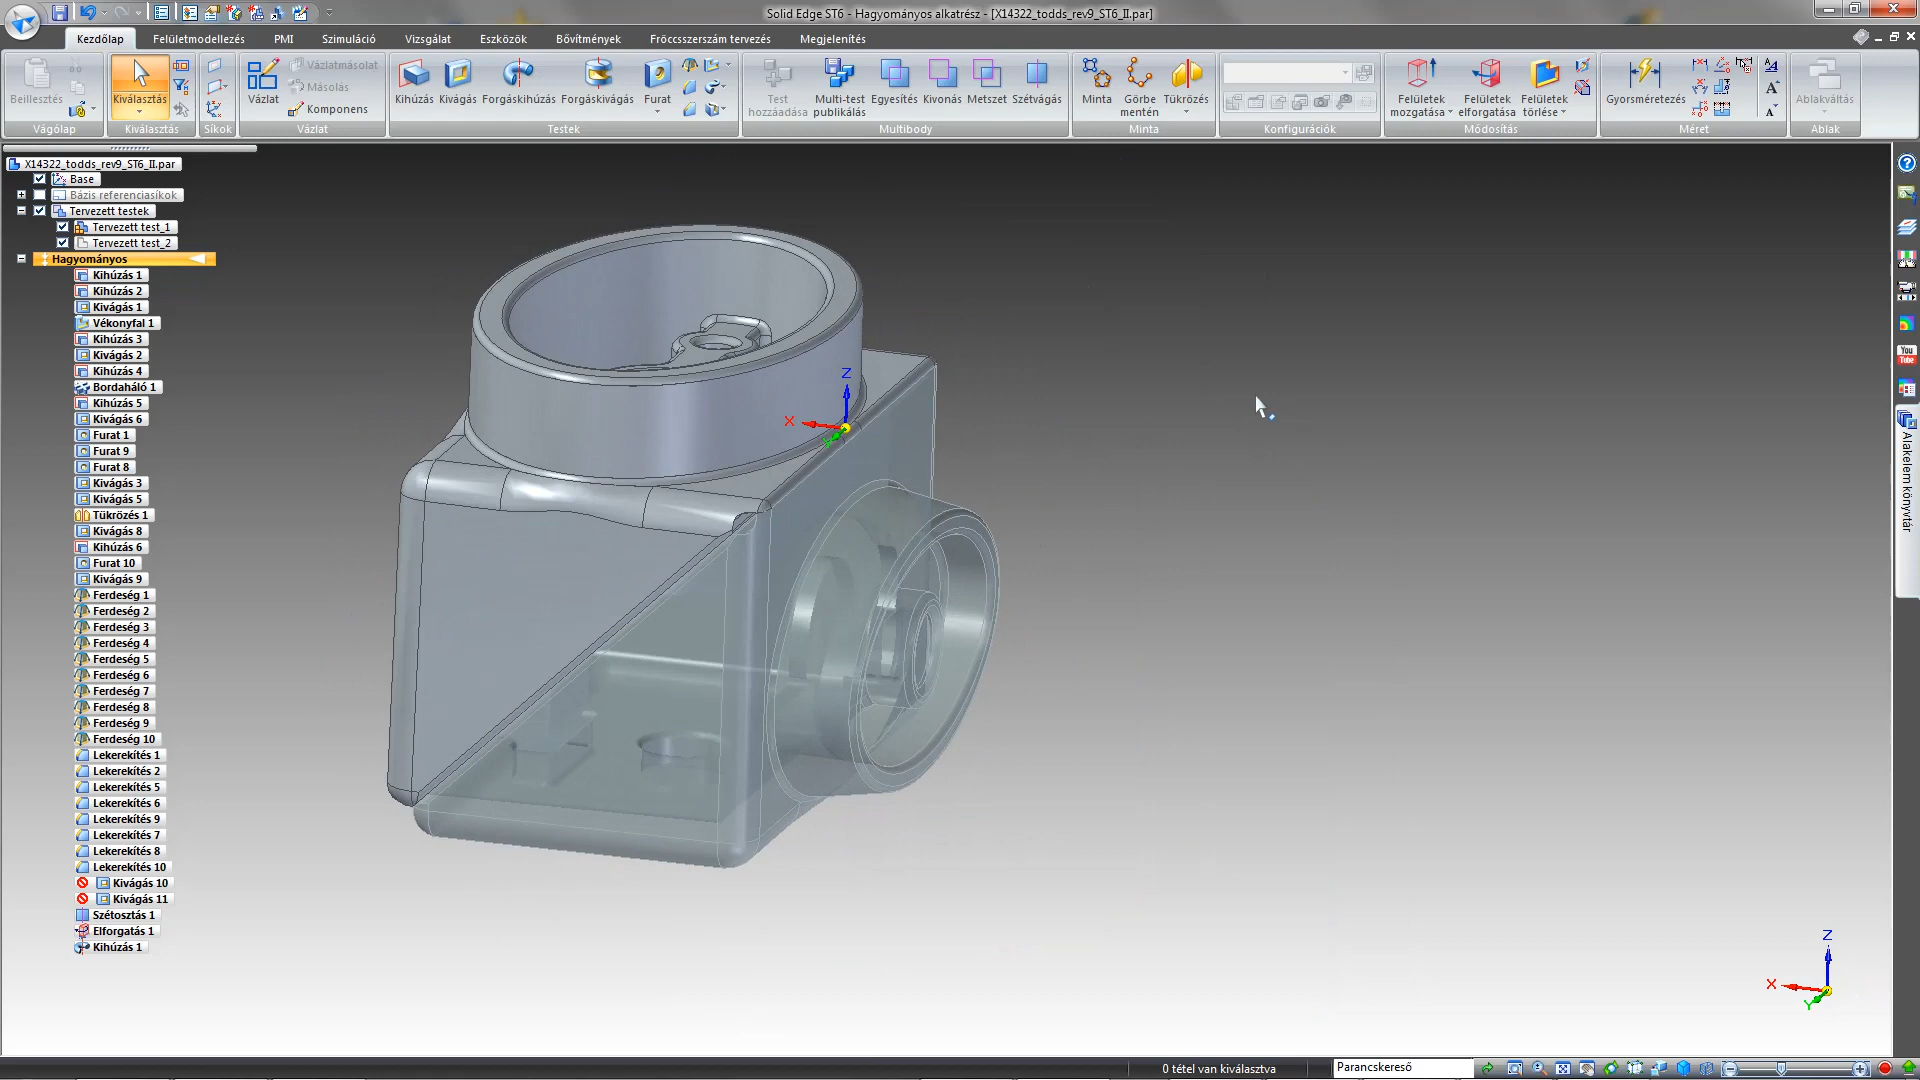 Solid Edge ST6 - Hagyományos alkatrész - [X14322_todds_rev9_ST6_II.par]
Kezdőlap Felületmodellezés PMI Szimuláció Vizsgálat Eszközök Bővítmények Fröccsszerszám tervezés Megjelenítés
Beillesztés
Vágólap
Kiválasztás
Kiválasztás
Síkok
Vázlat
Vázlatmásolat
Másolás
Komponens
Vázlat
Kihúzás Kivágás Forgáskihúzás Forgáskivágás Furat
Testek
Test hozzáadása
Multi-test publikálás
Egyesítés Kivonás Metszet Szétvágás
Multibody
Minta
Görbe mentén
Tükrözés
Minta
Konfigurációk
Felületek mozgatása
Felületek elforgatása
Felületek törlése
Módosítás
Gyorsméretezés
Méret
Ablakváltás
Ablak
X14322_todds_rev9_ST6_II.par
Base
Bázis referenciasíkok
Tervezett testek
Tervezett test_1
Tervezett test_2
Hagyományos
Kihúzás 1
Kihúzás 2
Kivágás 1
Vékonyfal 1
Kihúzás 3
Kivágás 2
Kihúzás 4
Bordaháló 1
Kihúzás 5
Kivágás 6
Furat 1
Furat 9
Furat 8
Kivágás 3
Kivágás 5
Tükrözés 1
Kivágás 8
Kihúzás 6
Furat 10
Kivágás 9
Ferdeség 1
Ferdeség 2
Ferdeség 3
Ferdeség 4
Ferdeség 5
Ferdeség 6
Ferdeség 7
Ferdeség 8
Ferdeség 9
Ferdeség 10
Lekerekítés 1
Lekerekítés 2
Lekerekítés 5
Lekerekítés 6
Lekerekítés 9
Lekerekítés 7
Lekerekítés 8
Lekerekítés 10
Kivágás 10
Kivágás 11
Szétosztás 1
Elforgatás 1
Kihúzás 1
Z
X
Y
You Tube
Alakelem könyvtár
Z
X
Y
0 tétel van kiválasztva
Parancskereső